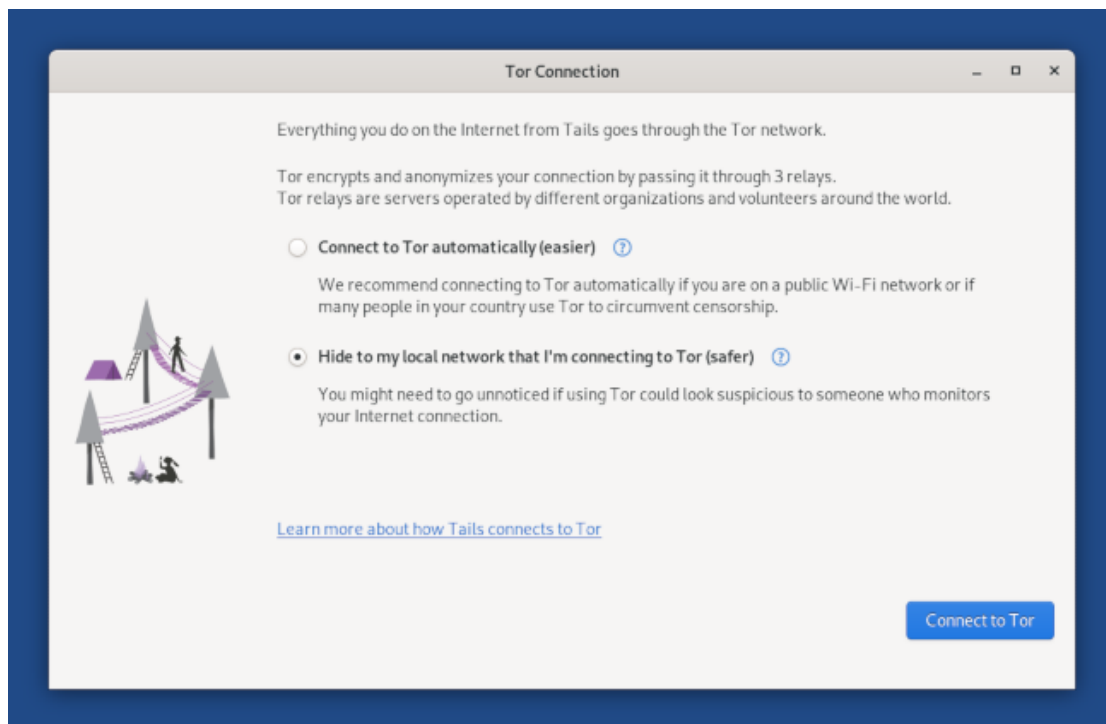 Tor Connection
Everything you do on the Internet from Tails goes through the Tor network.
Tor encrypts and anonymizes your connection by passing it through 3 relays.
Tor relays are servers operated by different organizations and volunteers around the world.
Connect to Tor automatically (easier) ?
We recommend connecting to Tor automatically if you are on a public Wi-Fi network or if
many people in your country use Tor to circumvent censorship.
Hide to my local network that I'm connecting to Tor (safer) ?
You might need to go unnoticed if using Tor could look suspicious to someone who monitors
your Internet connection.
Learn more about how Tails connects to Tor
Connect to Tor